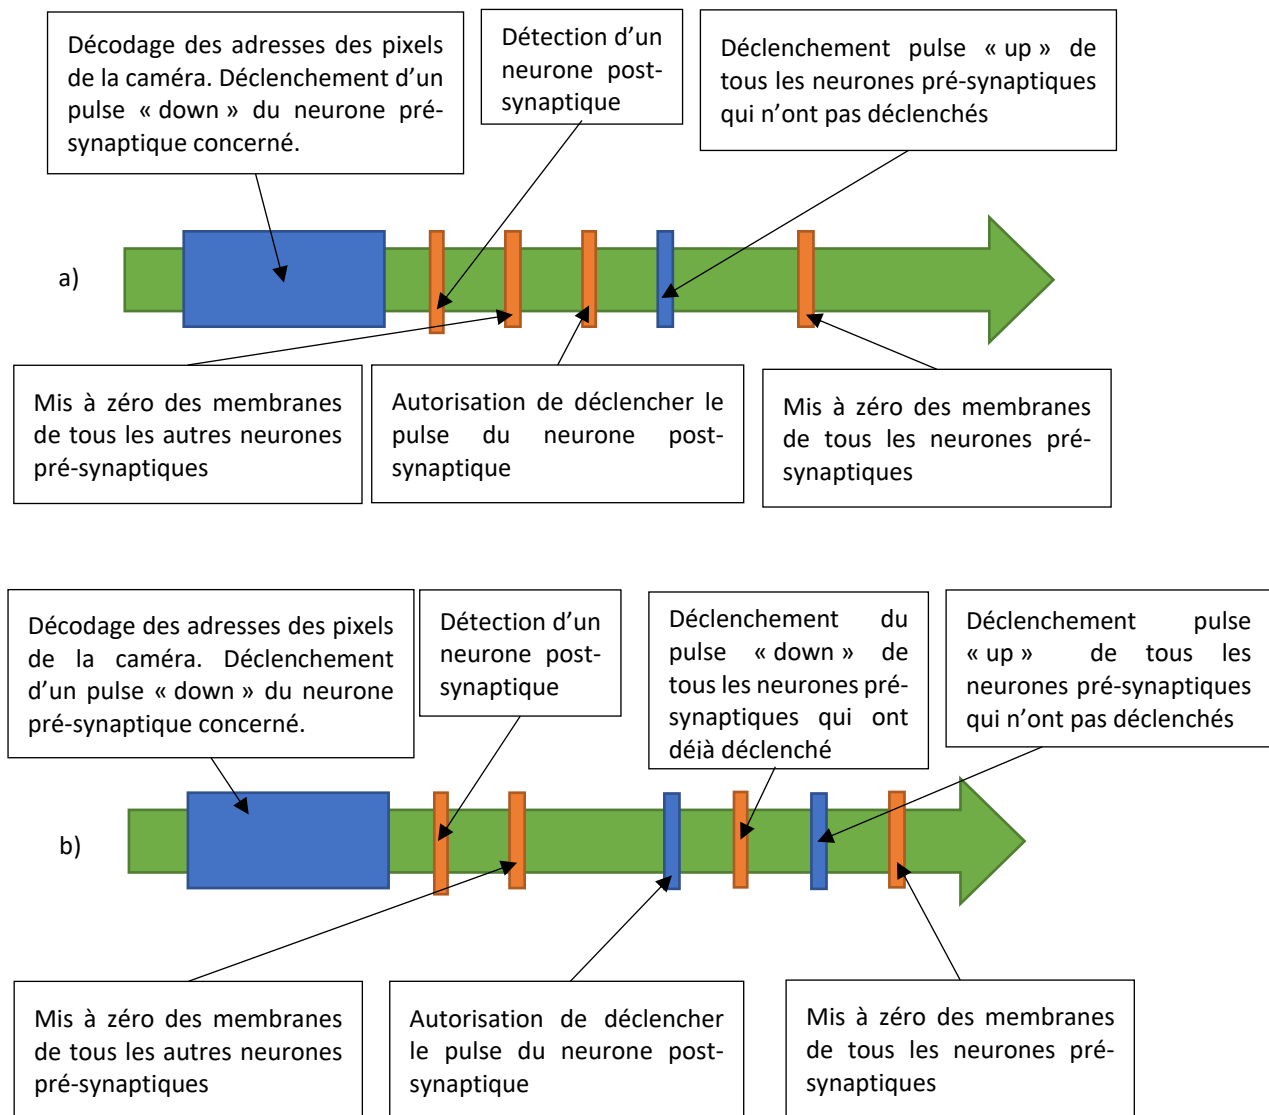 Décodage des adresses des pixels
de la caméra. Déclenchement d’un
pulse « down » du neurone pré-
synaptique concerné.
Détection d’un
neurone post-
synaptique
Déclenchement pulse « up » de
tous les neurones pré-synaptiques
qui n’ont pas déclenchés
a)
Mis à zéro des membranes
de tous les autres neurones
pré-synaptiques
Autorisation de déclencher le
pulse du neurone post-
synaptique
Mis à zéro des membranes
de tous les neurones pré-
synaptiques
Décodage des adresses des pixels
de la caméra. Déclenchement
d’un pulse « down » du neurone
pré-synaptique concerné.
Détection d’un
neurone post-
synaptique
Déclenchement du
pulse « down » de
tous les neurones pré-
synaptiques qui ont
déjà déclenché
Déclenchement pulse
« up » de tous les
neurones pré-synaptiques
qui n’ont pas déclenchés
b)
Mis à zéro des membranes
de tous les autres neurones
pré-synaptiques
Autorisation de déclencher
le pulse du neurone post-
synaptique
Mis à zéro des membranes
de tous les neurones pré-
synaptiques